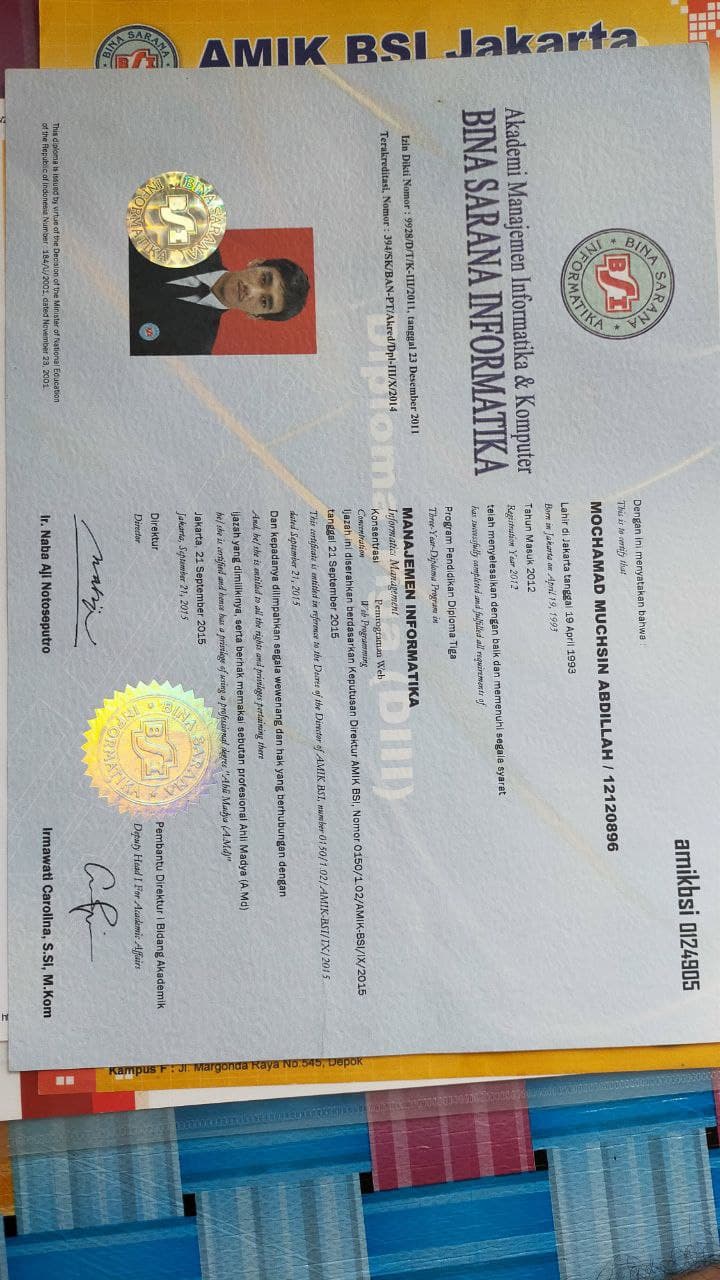 BINA SARANA
BSI
AMIK BSI Jakarta
BINA SARANA
BSI
INFORMATIKA
Akademi Manajemen Informatika & Komputer
BINA SARANA INFORMATIKA
Izin Dikti Nomor : 9928/D/T/K-III/2011, tanggal 23 Desember 2011
Terakreditasi, Nomor : 394/SK/BAN-PT/Akred/Dpl-III/X/2014
BINA SARANA
BSI
INFORMATIKA
This diploma is issued by virtue of the Decision of the Minister of National Education
of the Republic of Indonesia Number : 184/U/2001, dated November 23, 2001
amikbsi 0124905
Dengan ini menyatakan bahwa :
This is to certify that
MOCHAMAD MUCHSIN ABDILLAH / 12120896
Lahir di Jakarta tanggal 19 April 1993
Born in Jakarta on April 19, 1993
Tahun Masuk 2012
Registration Year 2012
telah menyelesaikan dengan baik dan memenuhi segala syarat
has successfully completed and fulfilled all requirements of
Program Pendidikan Diploma Tiga
Three-Year-Diploma Program in
MANAJEMEN INFORMATIKA
Informatics Management
Diploma (DIII)
Konsentrasi Pemrograman Web
Concentration Web Programming
Ijazah ini diserahkan berdasarkan Keputusan Direktur AMIK BSI, Nomor 0150/1.02/AMIK-BSI/IX/2015
tanggal 21 September 2015
This certificate is entitled in reference to the Decree of the Director of AMIK BSI, number 0150/1.02/AMIK-BSI/IX/2015
dated September 21, 2015
Dan kepadanya dilimpahkan segala wewenang dan hak yang berhubungan dengan
And, he/she is entitled to all the rights and privileges pertaining there
ijazah yang dimilikinya, serta berhak memakai sebutan profesional Ahli Madya (A.Md)
he/she is certified and hence has a privilege of using a professional degree "Ahli Madya (A.Md)"
Jakarta, 21 September 2015
Jakarta, September 21, 2015
Direktur
Director
Pembantu Direktur I Bidang Akademik
Deputy Head I For Academic Affairs
BINA SARANA
BSI
INFORMATIKA
Ir. Naba Aji Notoseputro
Irmawati Carolina, S.SI, M.Kom
Kampus F : Jl. Margonda Raya No.545, Depok